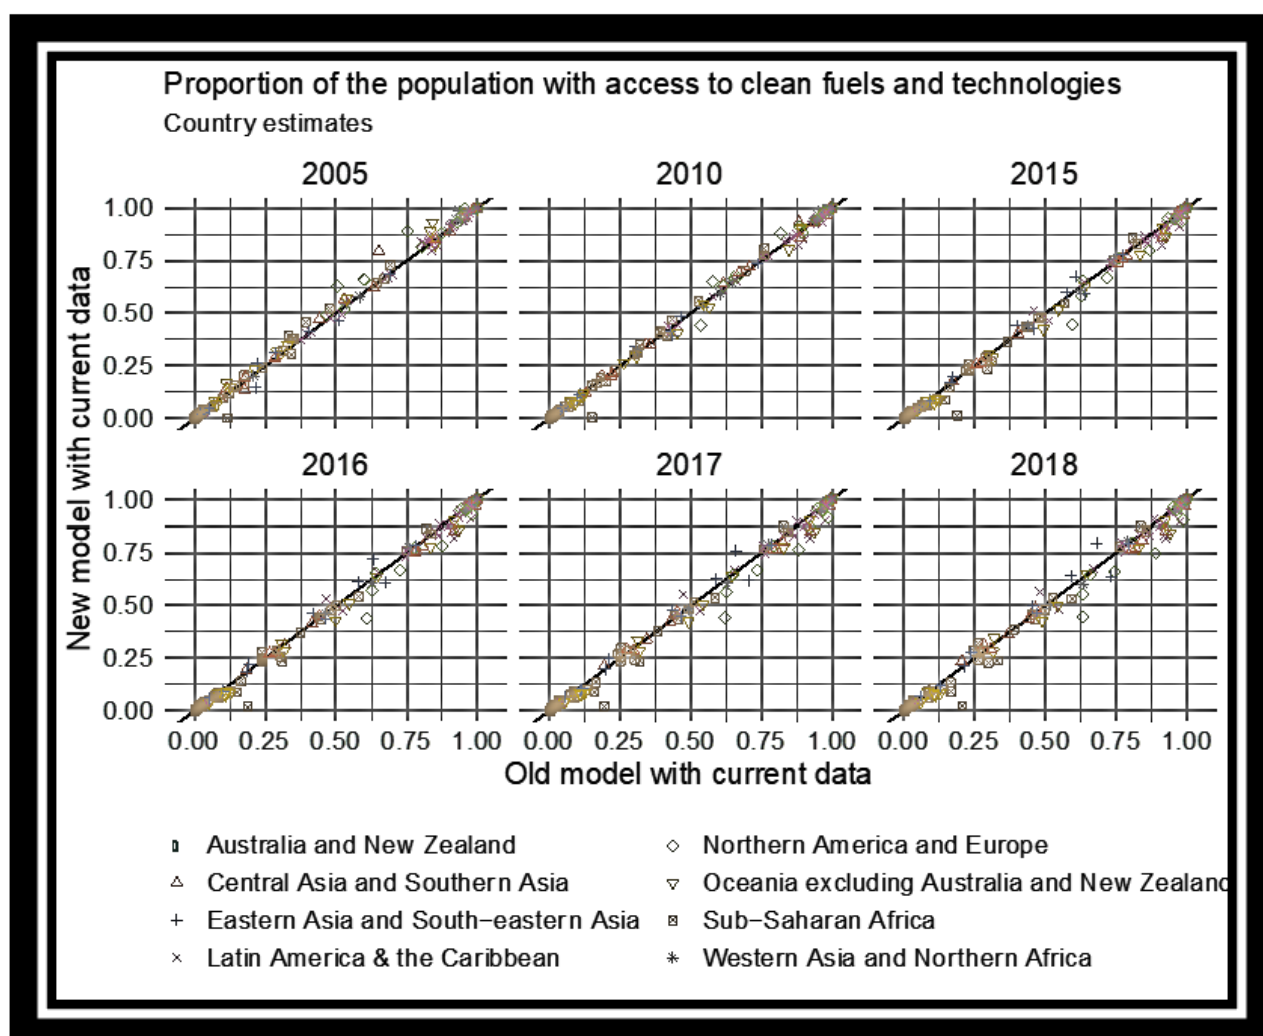 Proportion of the population with access to clean fuels and technologies
Country estimates
2005 2010 2015
1.00
0.75
0.50
0.25
0.00
2016 2017 2018
1.00
0.75
0.50
0.25
0.00
New model with current data
0.00 0.25 0.50 0.75 1.00 0.00 0.25 0.50 0.75 1.00 0.00 0.25 0.50 0.75 1.00
Old model with current data
Australia and New Zealand
Central Asia and Southern Asia
Eastern Asia and South−eastern Asia
Latin America & the Caribbean
Northern America and Europe
Oceania excluding Australia and New Zealand
Sub−Saharan Africa
Western Asia and Northern Africa